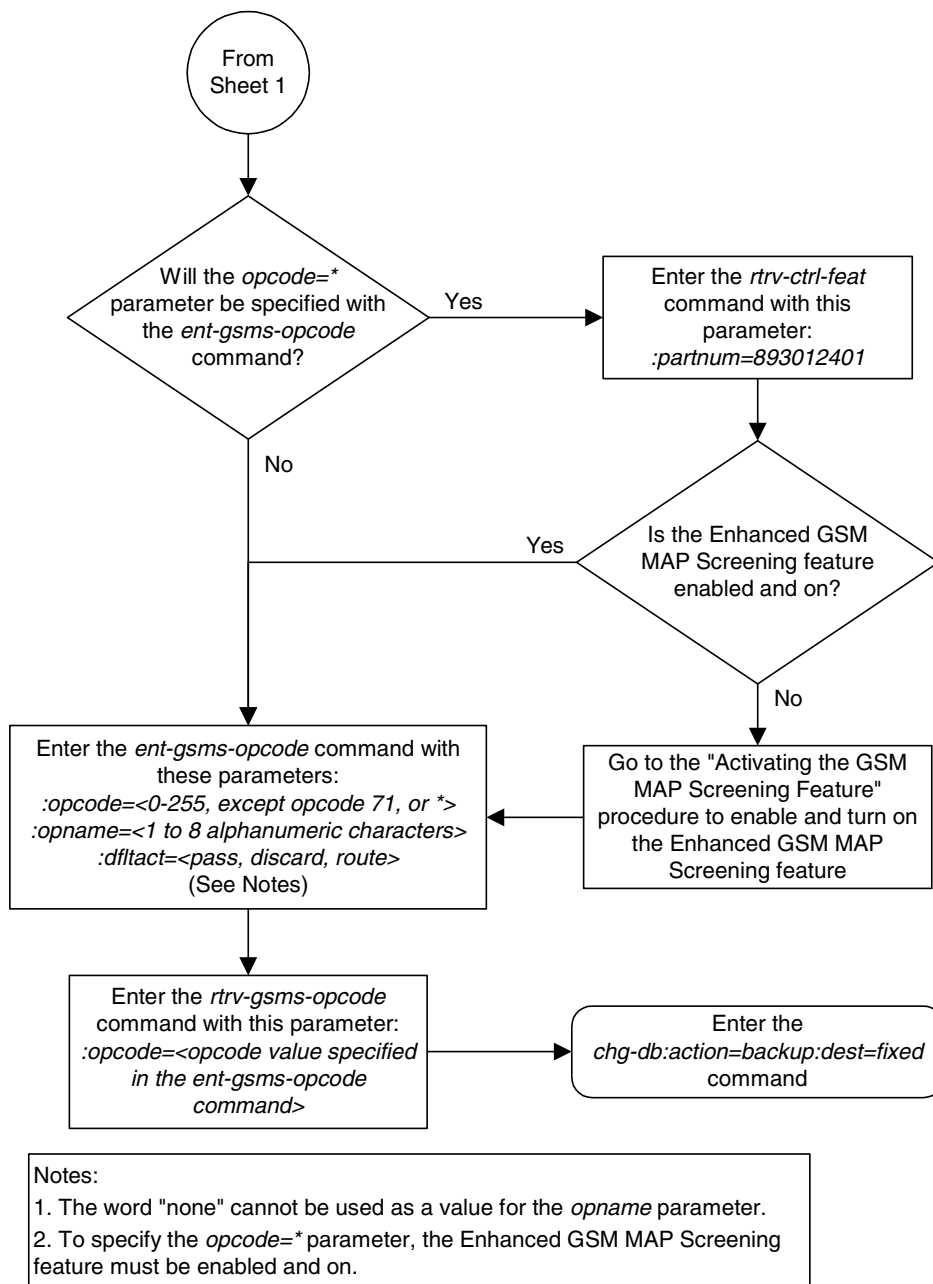 From
Sheet 1
Will the opcode=*
parameter be specified with
the ent-gsms-opcode
command?
Yes
Enter the rtrv-ctrl-feat
command with this
parameter:
:partnum=893012401
No
Yes
Is the Enhanced GSM
MAP Screening feature
enabled and on?
No
Enter the ent-gsms-opcode command with
these parameters:
:opcode=<0-255, except opcode 71, or *>
:opname=<1 to 8 alphanumeric characters>
:dfltact=<pass, discard, route>
(See Notes)
Go to the "Activating the GSM
MAP Screening Feature"
procedure to enable and turn on
the Enhanced GSM MAP
Screening feature
Enter the rtrv-gsms-opcode
command with this parameter:
:opcode=<opcode value specified
in the ent-gsms-opcode
command>
Enter the
chg-db:action=backup:dest=fixed
command
Notes:
1. The word "none" cannot be used as a value for the opname parameter.
2. To specify the opcode=* parameter, the Enhanced GSM MAP Screening
feature must be enabled and on.